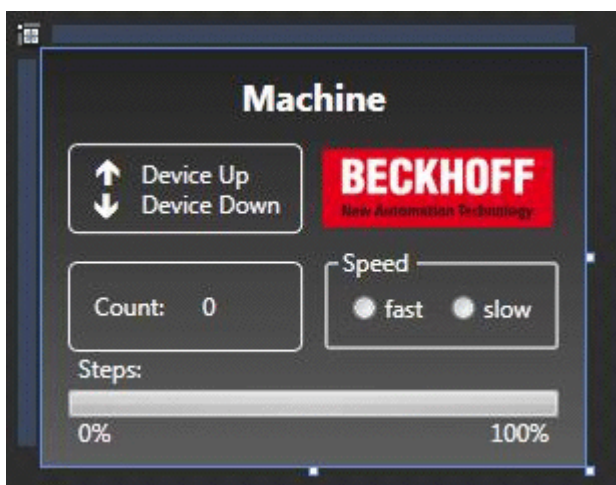 Machine
Device Up
Device Down
BECKHOFF
New Automation Technology
Count: 0
Speed
fast slow
Steps:
0% 100%